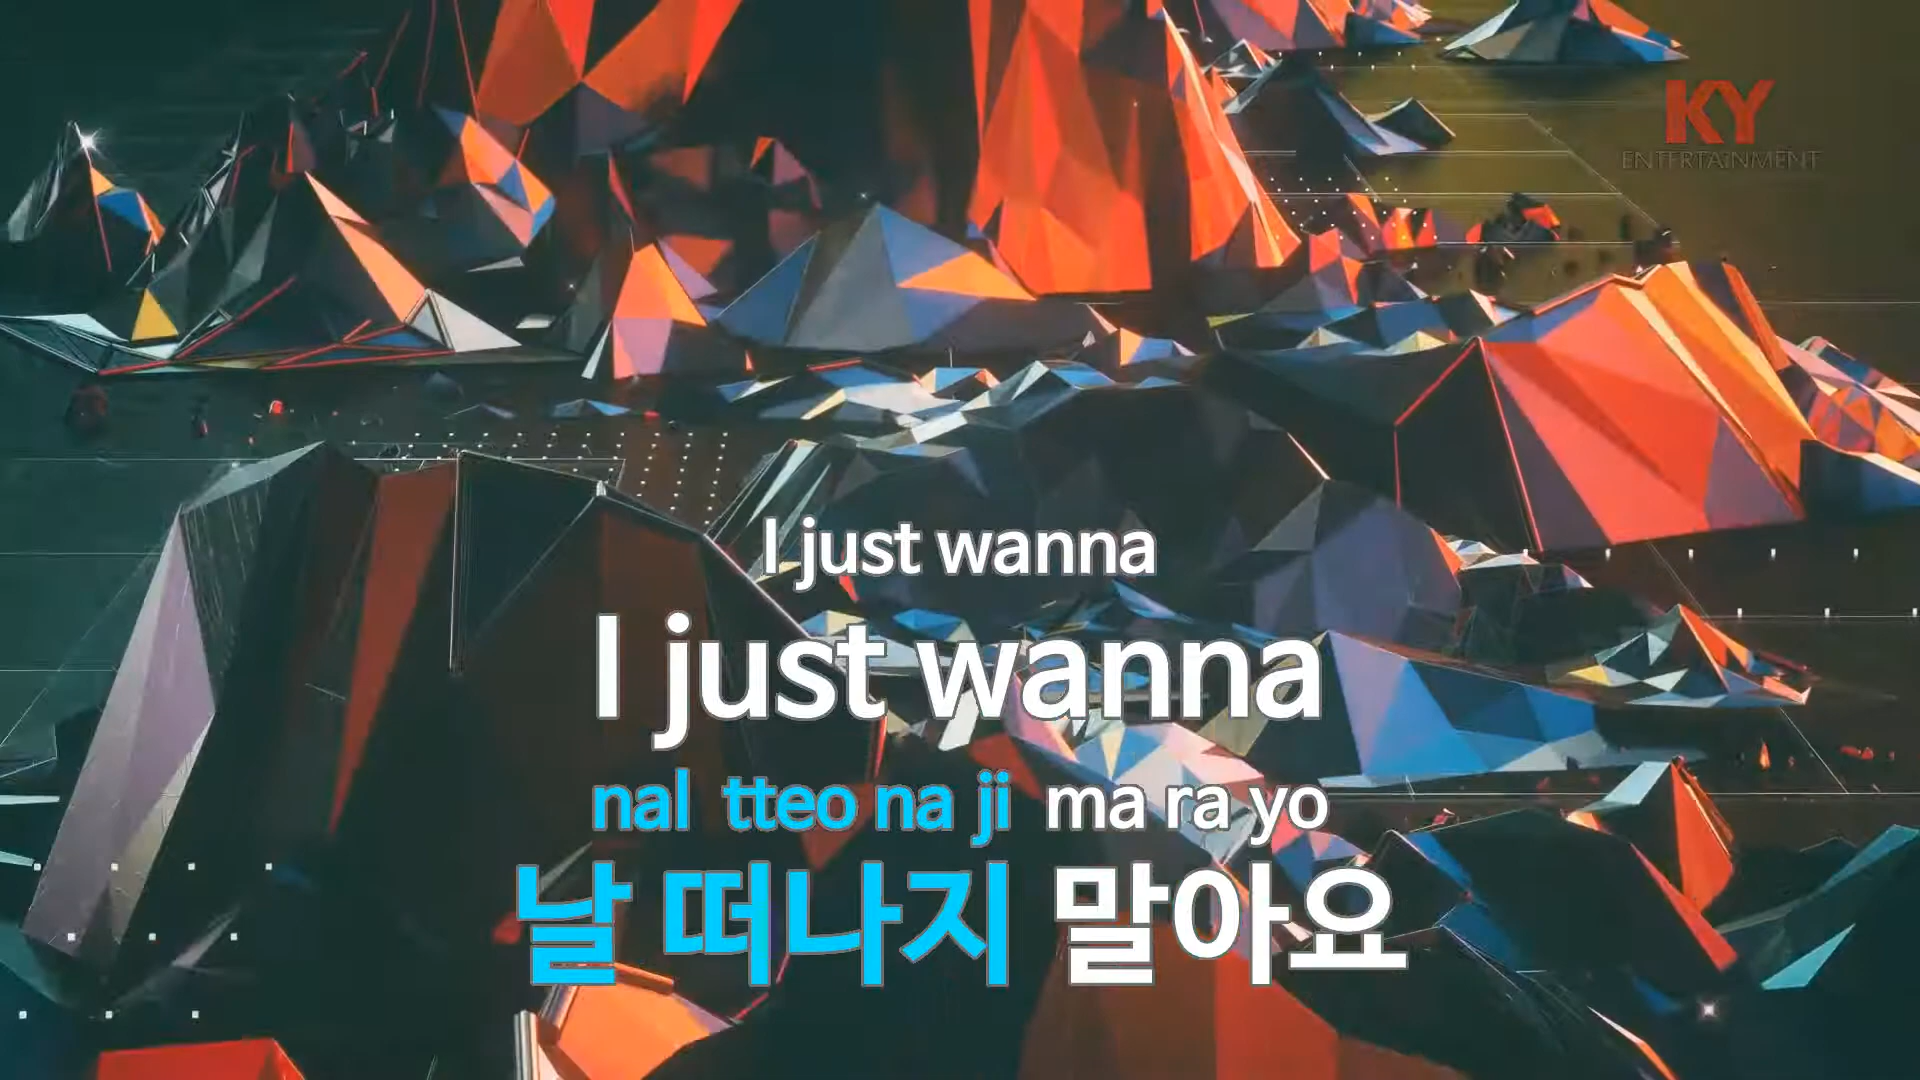 KY
ENTERTAINMENT
I just wanna
I just wanna
nal tteo na ji ma ra yo
날 떠나지 말아요